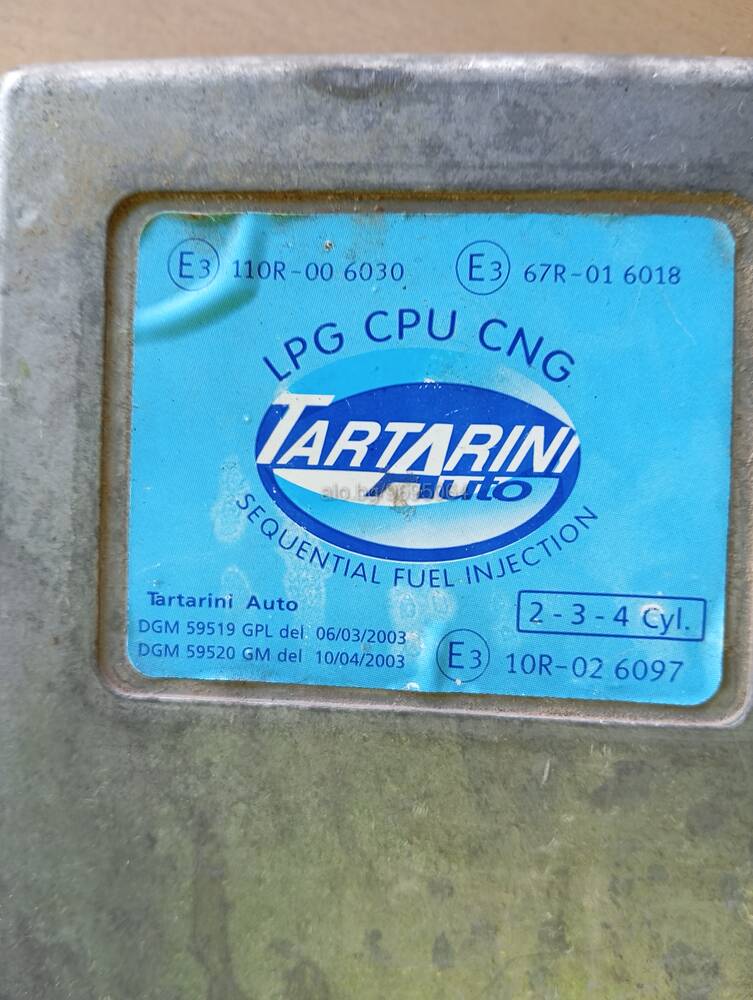 E3 110R-00 6030 E3 67R-01 6018
LPG CPU CNG
TARTARINI
Auto
SEQUENTIAL FUEL INJECTION
Tartarini Auto
DGM 59519 GPL del 06/03/2003
DGM 59520 GM del 10/04/2003
2 - 3 - 4 Cyl.
E3 10R-02 6097